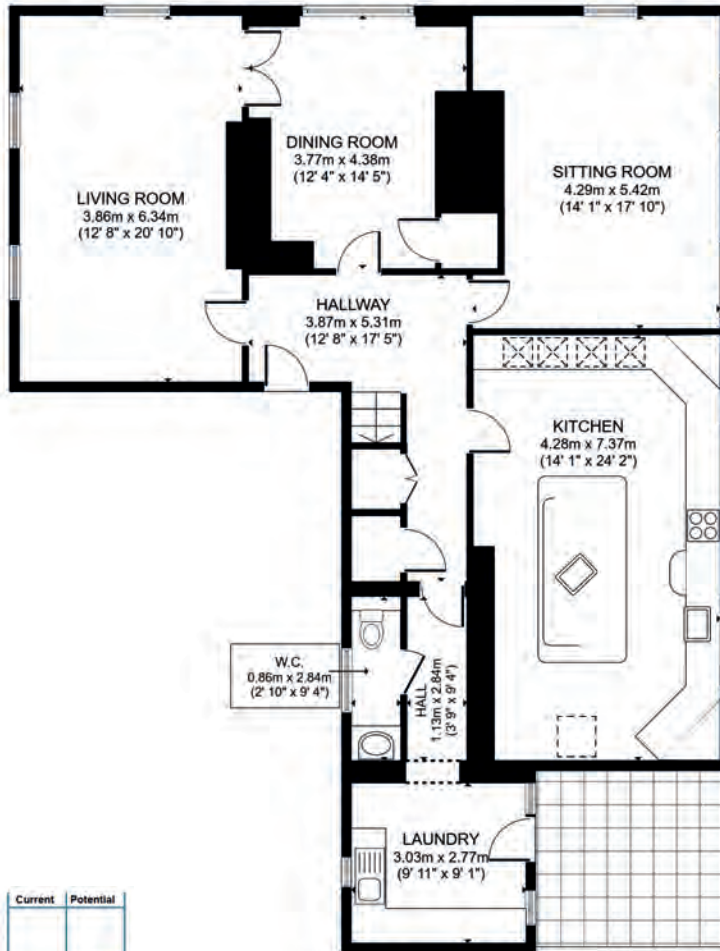 DINING ROOM
3.77m x 4.38m
(12' 4" x 14' 5")
LIVING ROOM
3.86m x 6.34m
(12' 8" x 20' 10")
SITTING ROOM
4.29m x 5.42m
(14' 1" x 17' 10")
HALLWAY
3.87m x 5.31m
(12' 8" x 17' 5")
KITCHEN
4.28m x 7.37m
(14' 1" x 24' 2")
W.C.
0.86m x 2.84m
(2' 10" x 9' 4")
HALL
1.13m x 2.84m
(3' 9" x 9' 4")
LAUNDRY
3.03m x 2.77m
(9' 11" x 9' 1")
Current Potential